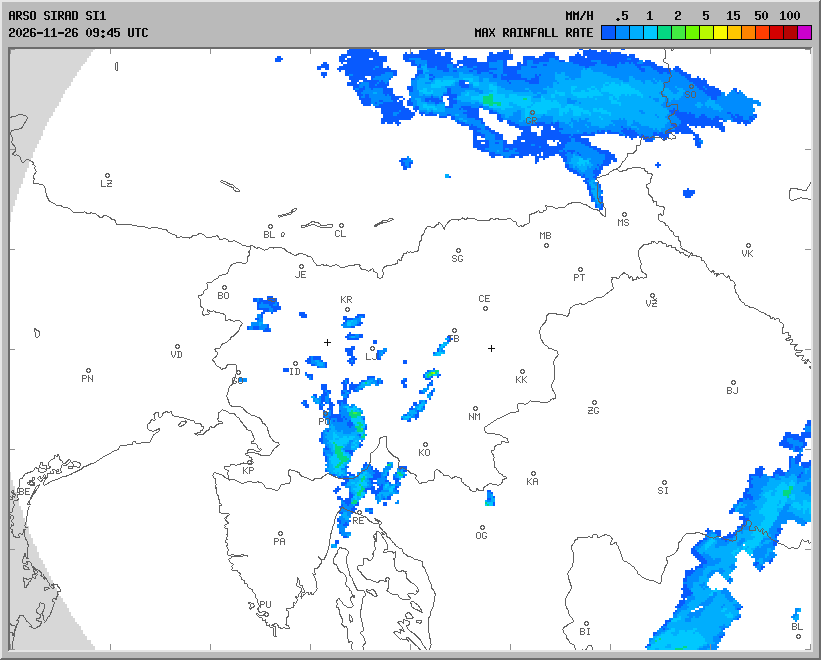 ARSO SIRAD SI1
MM/H .5 1 2 5 15 50 100
2026-11-26 09:45 UTC
MAX RAINFALL RATE
LZ
MS
BL
CL
MB
VK
SG
JE
PT
BO
KR
CE
VŽ
FB
VD
LJ
ID
GO
PN
KK
BJ
NM
ZG
PO
KO
KP
KA
BE
SI
RE
PA
OG
PU
BI
BL